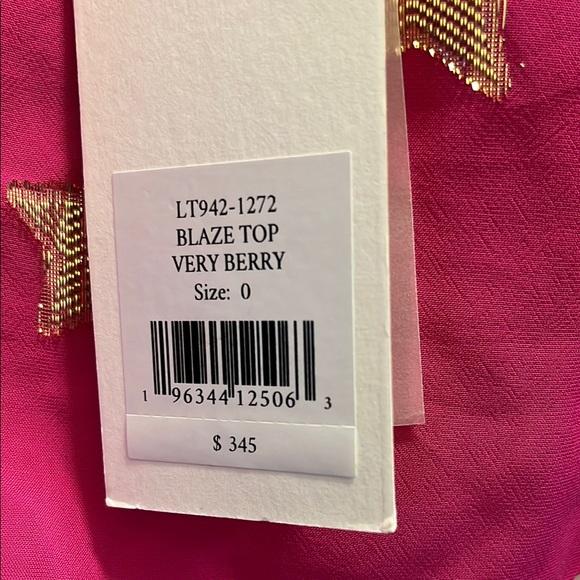 LT942-1272
BLAZE TOP
VERY BERRY
Size: 0
1 96344 12506 3
$ 345